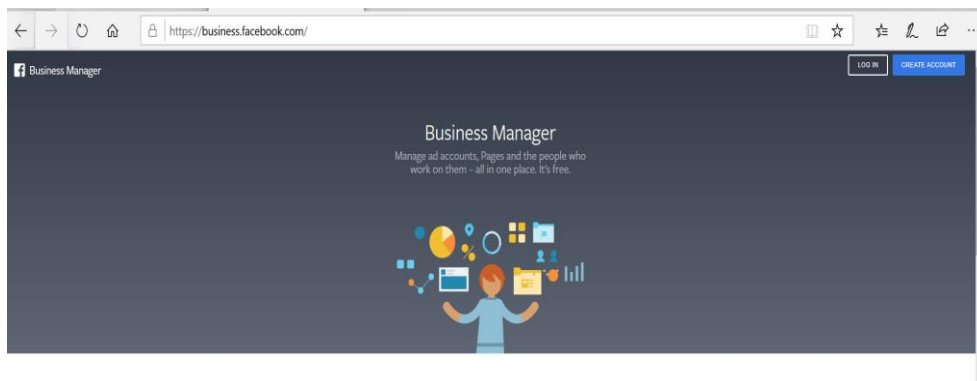 https://business.facebook.com/
f Business Manager
LOG IN
CREATE ACCOUNT
Business Manager
Manage ad accounts, Pages and the people who
work on them – all in one place. It's free.